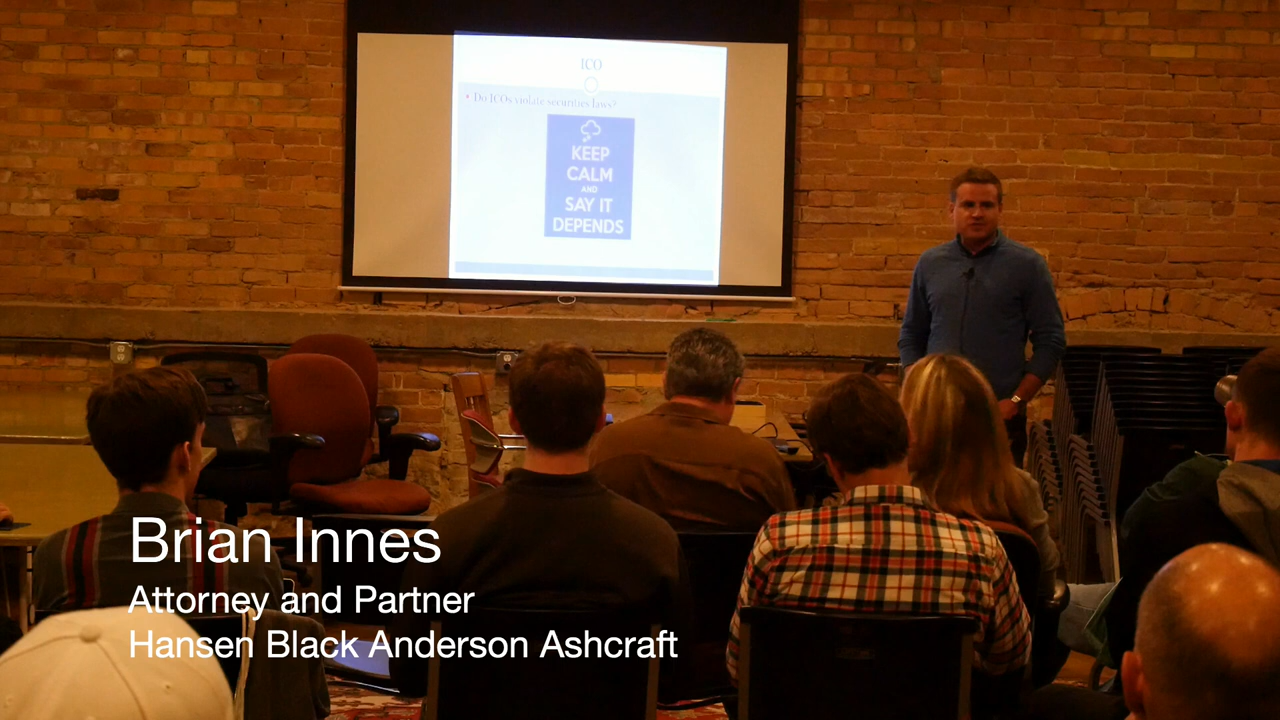 ICO
• Do ICOs violate securities laws?
KEEP
CALM
AND
SAY IT
DEPENDS
Brian Innes
Attorney and Partner
Hansen Black Anderson Ashcraft